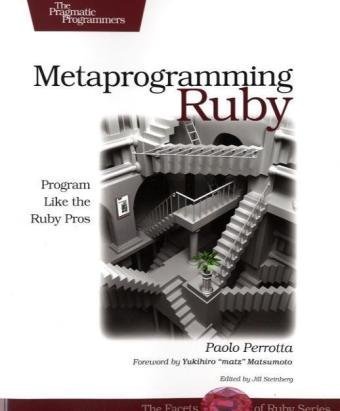 The
Pragmatic
Programmers
Metaprogramming
Ruby
Program
Like the
Ruby Pros
Paolo Perrotta
Foreword by Yukihiro "matz" Matsumoto
Edited by Jill Steinberg
The Facets of Ruby Series